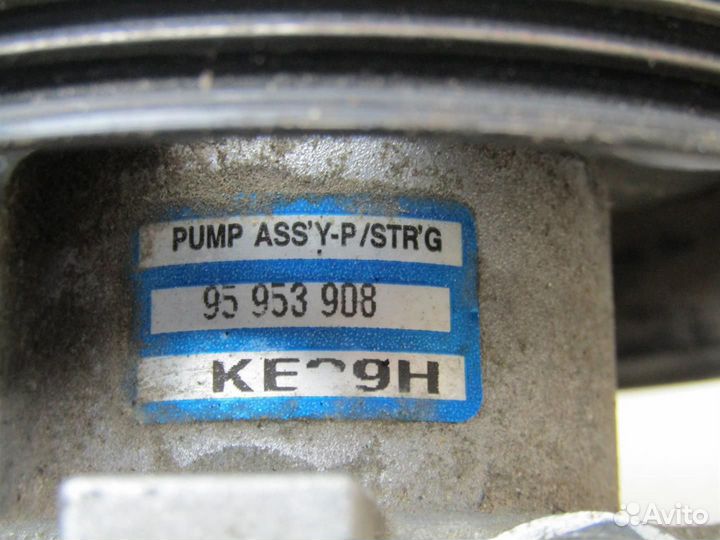 PUMP ASS'Y-P/STR'G
95 953 908
Avito